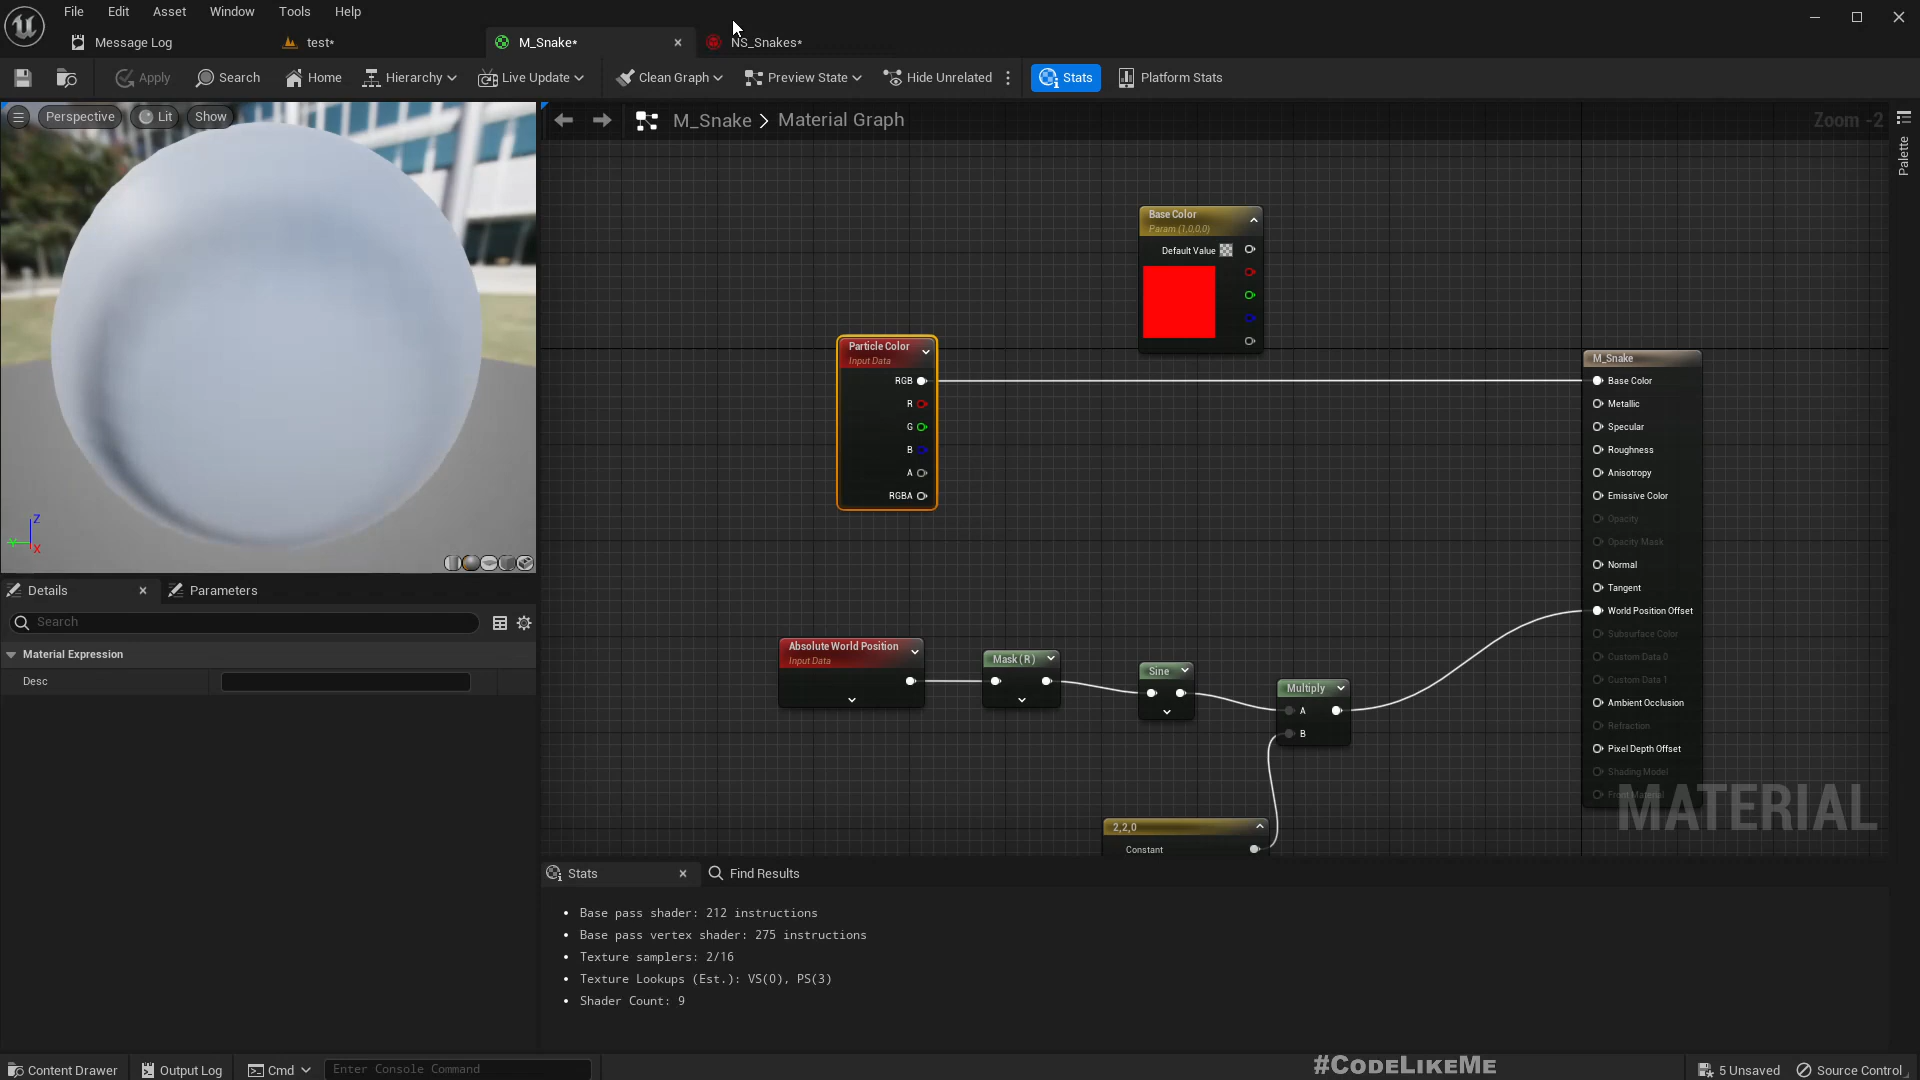 File Edit Asset Window Tools Help
Message Log
test*
M_Snake*
NS_Snakes*
Apply
Search
Home
Hierarchy
Live Update
Clean Graph
Preview State
Hide Unrelated
Stats
Platform Stats
Perspective
Lit
Show
M_Snake > Material Graph
Zoom -2
Palette
Base Color
Param (1,0,0,0)
Default Value
Particle Color
Input Data
RGB
R
G
B
A
RGBA
M_Snake
Base Color
Metallic
Specular
Roughness
Anisotropy
Emissive Color
Opacity
Opacity Mask
Normal
Tangent
World Position Offset
Subsurface Color
Custom Data 0
Custom Data 1
Ambient Occlusion
Refraction
Pixel Depth Offset
Shading Model
Front Material
MATERIAL
Z
Y
X
Details
Parameters
Search
Material Expression
Desc
Absolute World Position
Input Data
Mask ( R )
Sine
Multiply
A
B
2,2,0
Constant
Stats
Find Results
Base pass shader: 212 instructions
Base pass vertex shader: 275 instructions
Texture samplers: 2/16
Texture Lookups (Est.): VS(0), PS(3)
Shader Count: 9
Content Drawer
Output Log
Cmd
Enter Console Command
#CodeLikeMe
5 Unsaved
Source Control